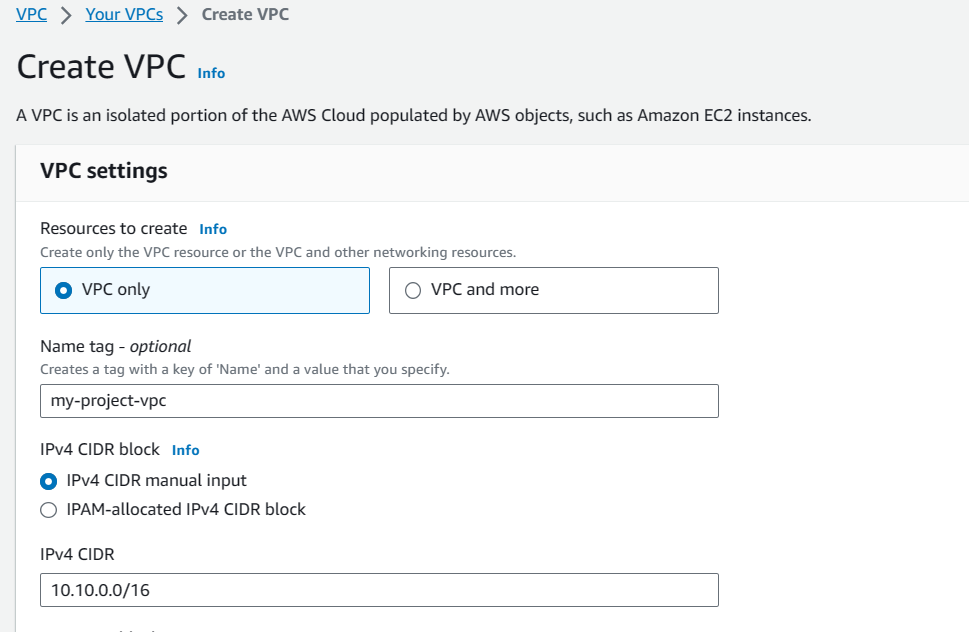 VPC > Your VPCs > Create VPC
Create VPC Info
A VPC is an isolated portion of the AWS Cloud populated by AWS objects, such as Amazon EC2 instances.
VPC settings
Resources to create Info
Create only the VPC resource or the VPC and other networking resources.
VPC only VPC and more
Name tag - optional
Creates a tag with a key of 'Name' and a value that you specify.
my-project-vpc
IPv4 CIDR block Info
IPv4 CIDR manual input
IPAM-allocated IPv4 CIDR block
IPv4 CIDR
10.10.0.0/16